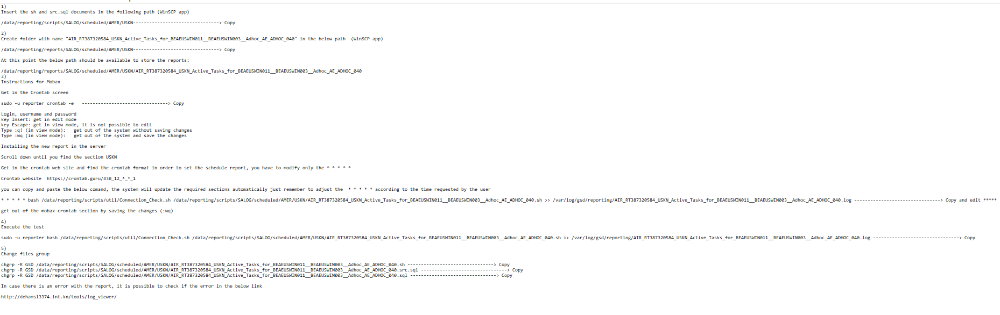 1)
Insert the sh and src.sql documents in the following path (WinSCP app)
/data/reporting/scripts/SALOG/scheduled/AMER/USKN--------------------------------> Copy
2)
Create folder with name "AIR_RT387320584_USKN_Active_Tasks_for_BEAEUSWIN011__BEAEUSWIN003__Adhoc_AE_ADHOC_040" in the below path  (WinSCP app)
/data/reporting/reports/SALOG/scheduled/AMER/USKN--------------------------------> Copy
At this point the below path should be available to store the reports:
/data/reporting/reports/SALOG/scheduled/AMER/USKN/AIR_RT387320584_USKN_Active_Tasks_for_BEAEUSWIN011__BEAEUSWIN003__Adhoc_AE_ADHOC_040
3)
Instructions for Mobax
Get in the Crontab screen
sudo -u reporter crontab -e   --------------------------------> Copy
Login, username and password
key Insert: get in edit mode
key Escape: get in view mode, it is not possible to edit
Type :q! (in view mode):   get out of the system without saving changes
Type :wq (in view mode):   get out of the system and save the changes
Installing the new report in the server
Scroll down until you find the section USKN
Get in the crontab web site and find the crontab format in order to set the schedule report, you have to modify only the * * * * *
Crontab website  https://crontab.guru/#30_12_*_*_1
you can copy and paste the below comand, the system will update the required sections automatically just remember to adjust the  * * * * * according to the time requested by the user
* * * * * bash /data/reporting/scripts/util/Connection_Check.sh /data/reporting/scripts/SALOG/scheduled/AMER/USKN/AIR_RT387320584_USKN_Active_Tasks_for_BEAEUSWIN011__BEAEUSWIN003__Adhoc_AE_ADHOC_040.sh >> /var/log/gsd/reporting/AIR_RT387320584_USKN_Active_Tasks_for_BEAEUSWIN011__BEAEUSWIN003__Adhoc_AE_ADHOC_040.log --------------------------------> Copy and edit *****
get out of the mobax-crontab section by saving the changes (:wq)
4)
Execute the test
sudo -u reporter bash /data/reporting/scripts/util/Connection_Check.sh /data/reporting/scripts/SALOG/scheduled/AMER/USKN/AIR_RT387320584_USKN_Active_Tasks_for_BEAEUSWIN011__BEAEUSWIN003__Adhoc_AE_ADHOC_040.sh >> /var/log/gsd/reporting/AIR_RT387320584_USKN_Active_Tasks_for_BEAEUSWIN011__BEAEUSWIN003__Adhoc_AE_ADHOC_040.log --------------------------------> Copy
5)
Change files group
chgrp -R GSD /data/reporting/scripts/SALOG/scheduled/AMER/USKN/AIR_RT387320584_USKN_Active_Tasks_for_BEAEUSWIN011__BEAEUSWIN003__Adhoc_AE_ADHOC_040.sh --------------------------------> Copy
chgrp -R GSD /data/reporting/scripts/SALOG/scheduled/AMER/USKN/AIR_RT387320584_USKN_Active_Tasks_for_BEAEUSWIN011__BEAEUSWIN003__Adhoc_AE_ADHOC_040.src.sql --------------------------------> Copy
chgrp -R GSD /data/reporting/scripts/SALOG/scheduled/AMER/USKN/AIR_RT387320584_USKN_Active_Tasks_for_BEAEUSWIN011__BEAEUSWIN003__Adhoc_AE_ADHOC_040.sql --------------------------------> Copy
In case there is an error with the report, it is possible to check if the error in the below link
http://dehamsl3374.int.kn/tools/log_viewer/